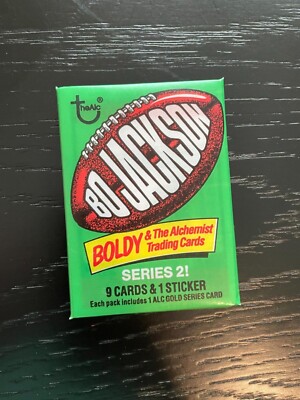 TheAlc®
BO JACKSON
BOLDY & The Alchemist
Trading Cards
SERIES 2!
9 CARDS & 1 STICKER
Each pack includes 1 ALC GOLD SERIES CARD